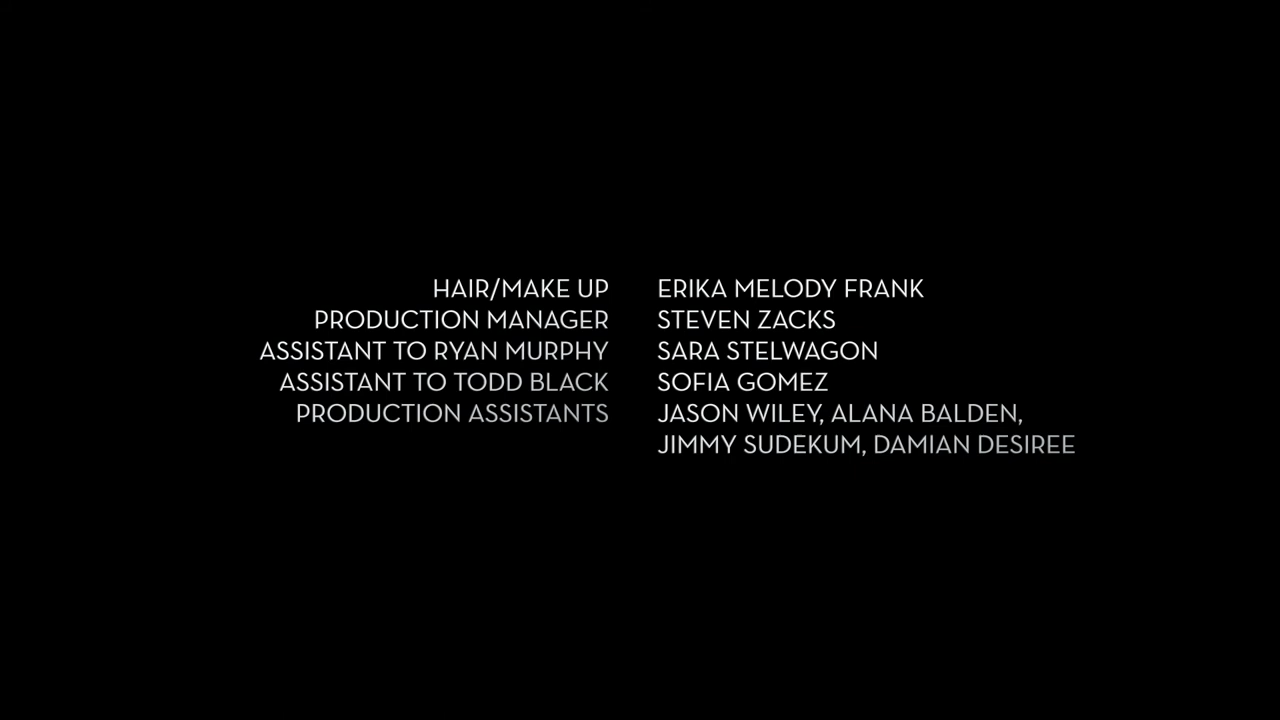 HAIR/MAKE UP ERIKA MELODY FRANK
PRODUCTION MANAGER STEVEN ZACKS
ASSISTANT TO RYAN MURPHY SARA STELWAGON
ASSISTANT TO TODD BLACK SOFIA GOMEZ
PRODUCTION ASSISTANTS JASON WILEY, ALANA BALDEN,
JIMMY SUDEKUM, DAMIAN DESIREE